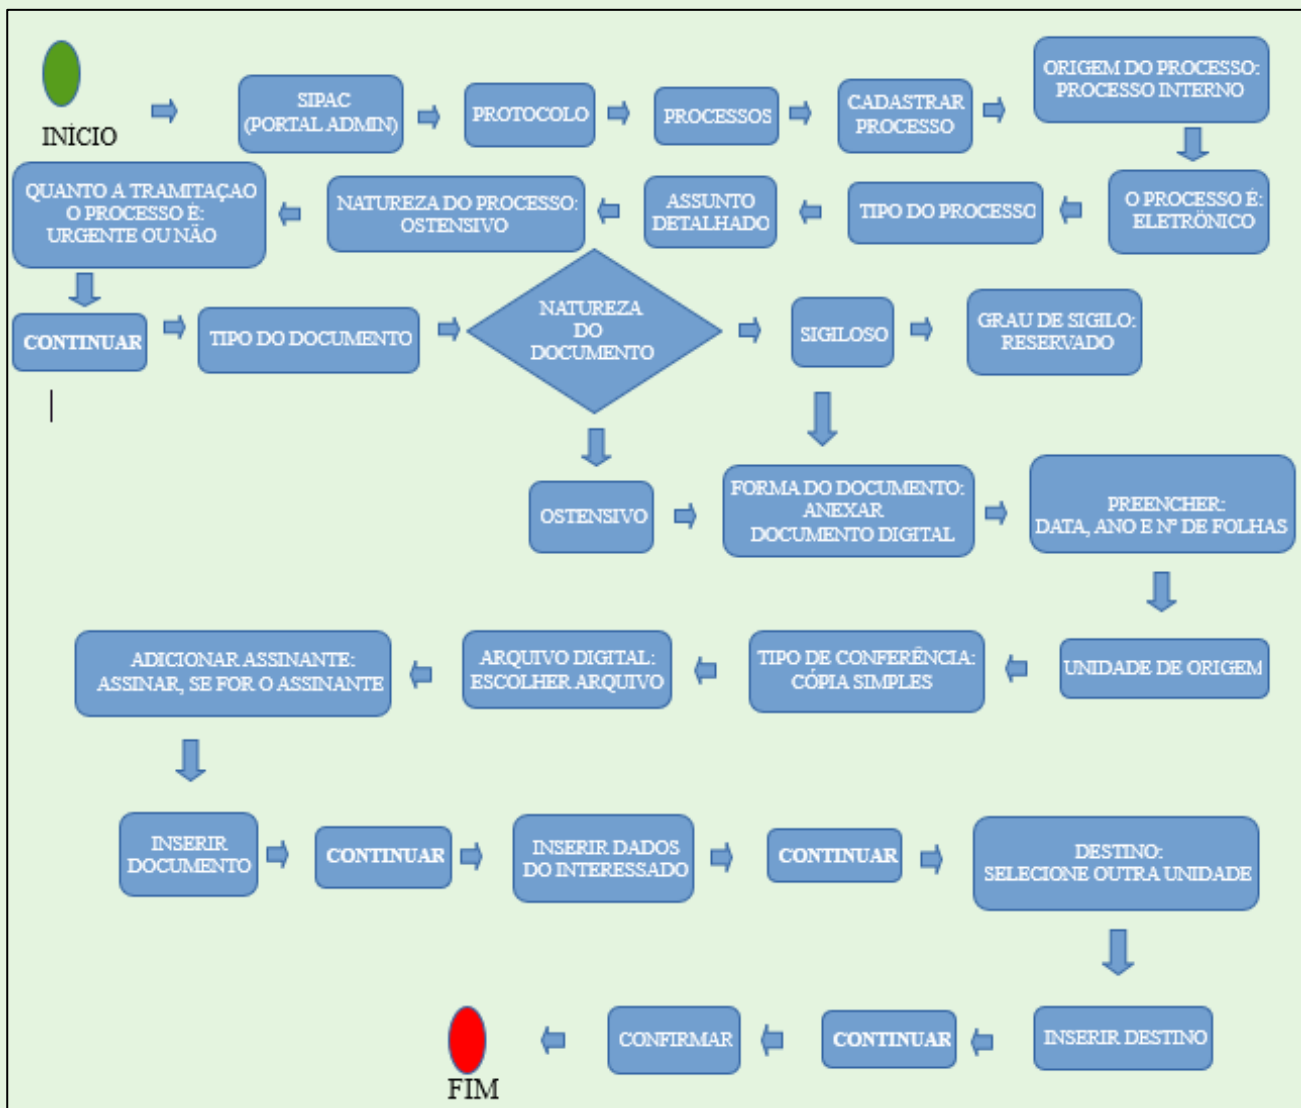 INÍCIO
SIPAC
(PORTAL ADMIN)
PROTOCOLO
PROCESSOS
CADASTRAR
PROCESSO
ORIGEM DO PROCESSO:
PROCESSO INTERNO
O PROCESSO É:
ELETRÔNICO
TIPO DO PROCESSO
ASSUNTO
DETALHADO
NATUREZA DO PROCESSO:
OSTENSIVO
QUANTO A TRAMITAÇAO
O PROCESSO É:
URGENTE OU NÃO
CONTINUAR
TIPO DO DOCUMENTO
NATUREZA
DO
DOCUMENTO
SIGILOSO
GRAU DE SIGILO:
RESERVADO
OSTENSIVO
FORMA DO DOCUMENTO:
ANEXAR
DOCUMENTO DIGITAL
PREENCHER:
DATA, ANO E Nº DE FOLHAS
UNIDADE DE ORIGEM
TIPO DE CONFERÊNCIA:
CÓPIA SIMPLES
ARQUIVO DIGITAL:
ESCOLHER ARQUIVO
ADICIONAR ASSINANTE:
ASSINAR, SE FOR O ASSINANTE
INSERIR
DOCUMENTO
CONTINUAR
INSERIR DADOS
DO INTERESSADO
CONTINUAR
DESTINO:
SELECIONE OUTRA UNIDADE
INSERIR DESTINO
CONTINUAR
CONFIRMAR
FIM